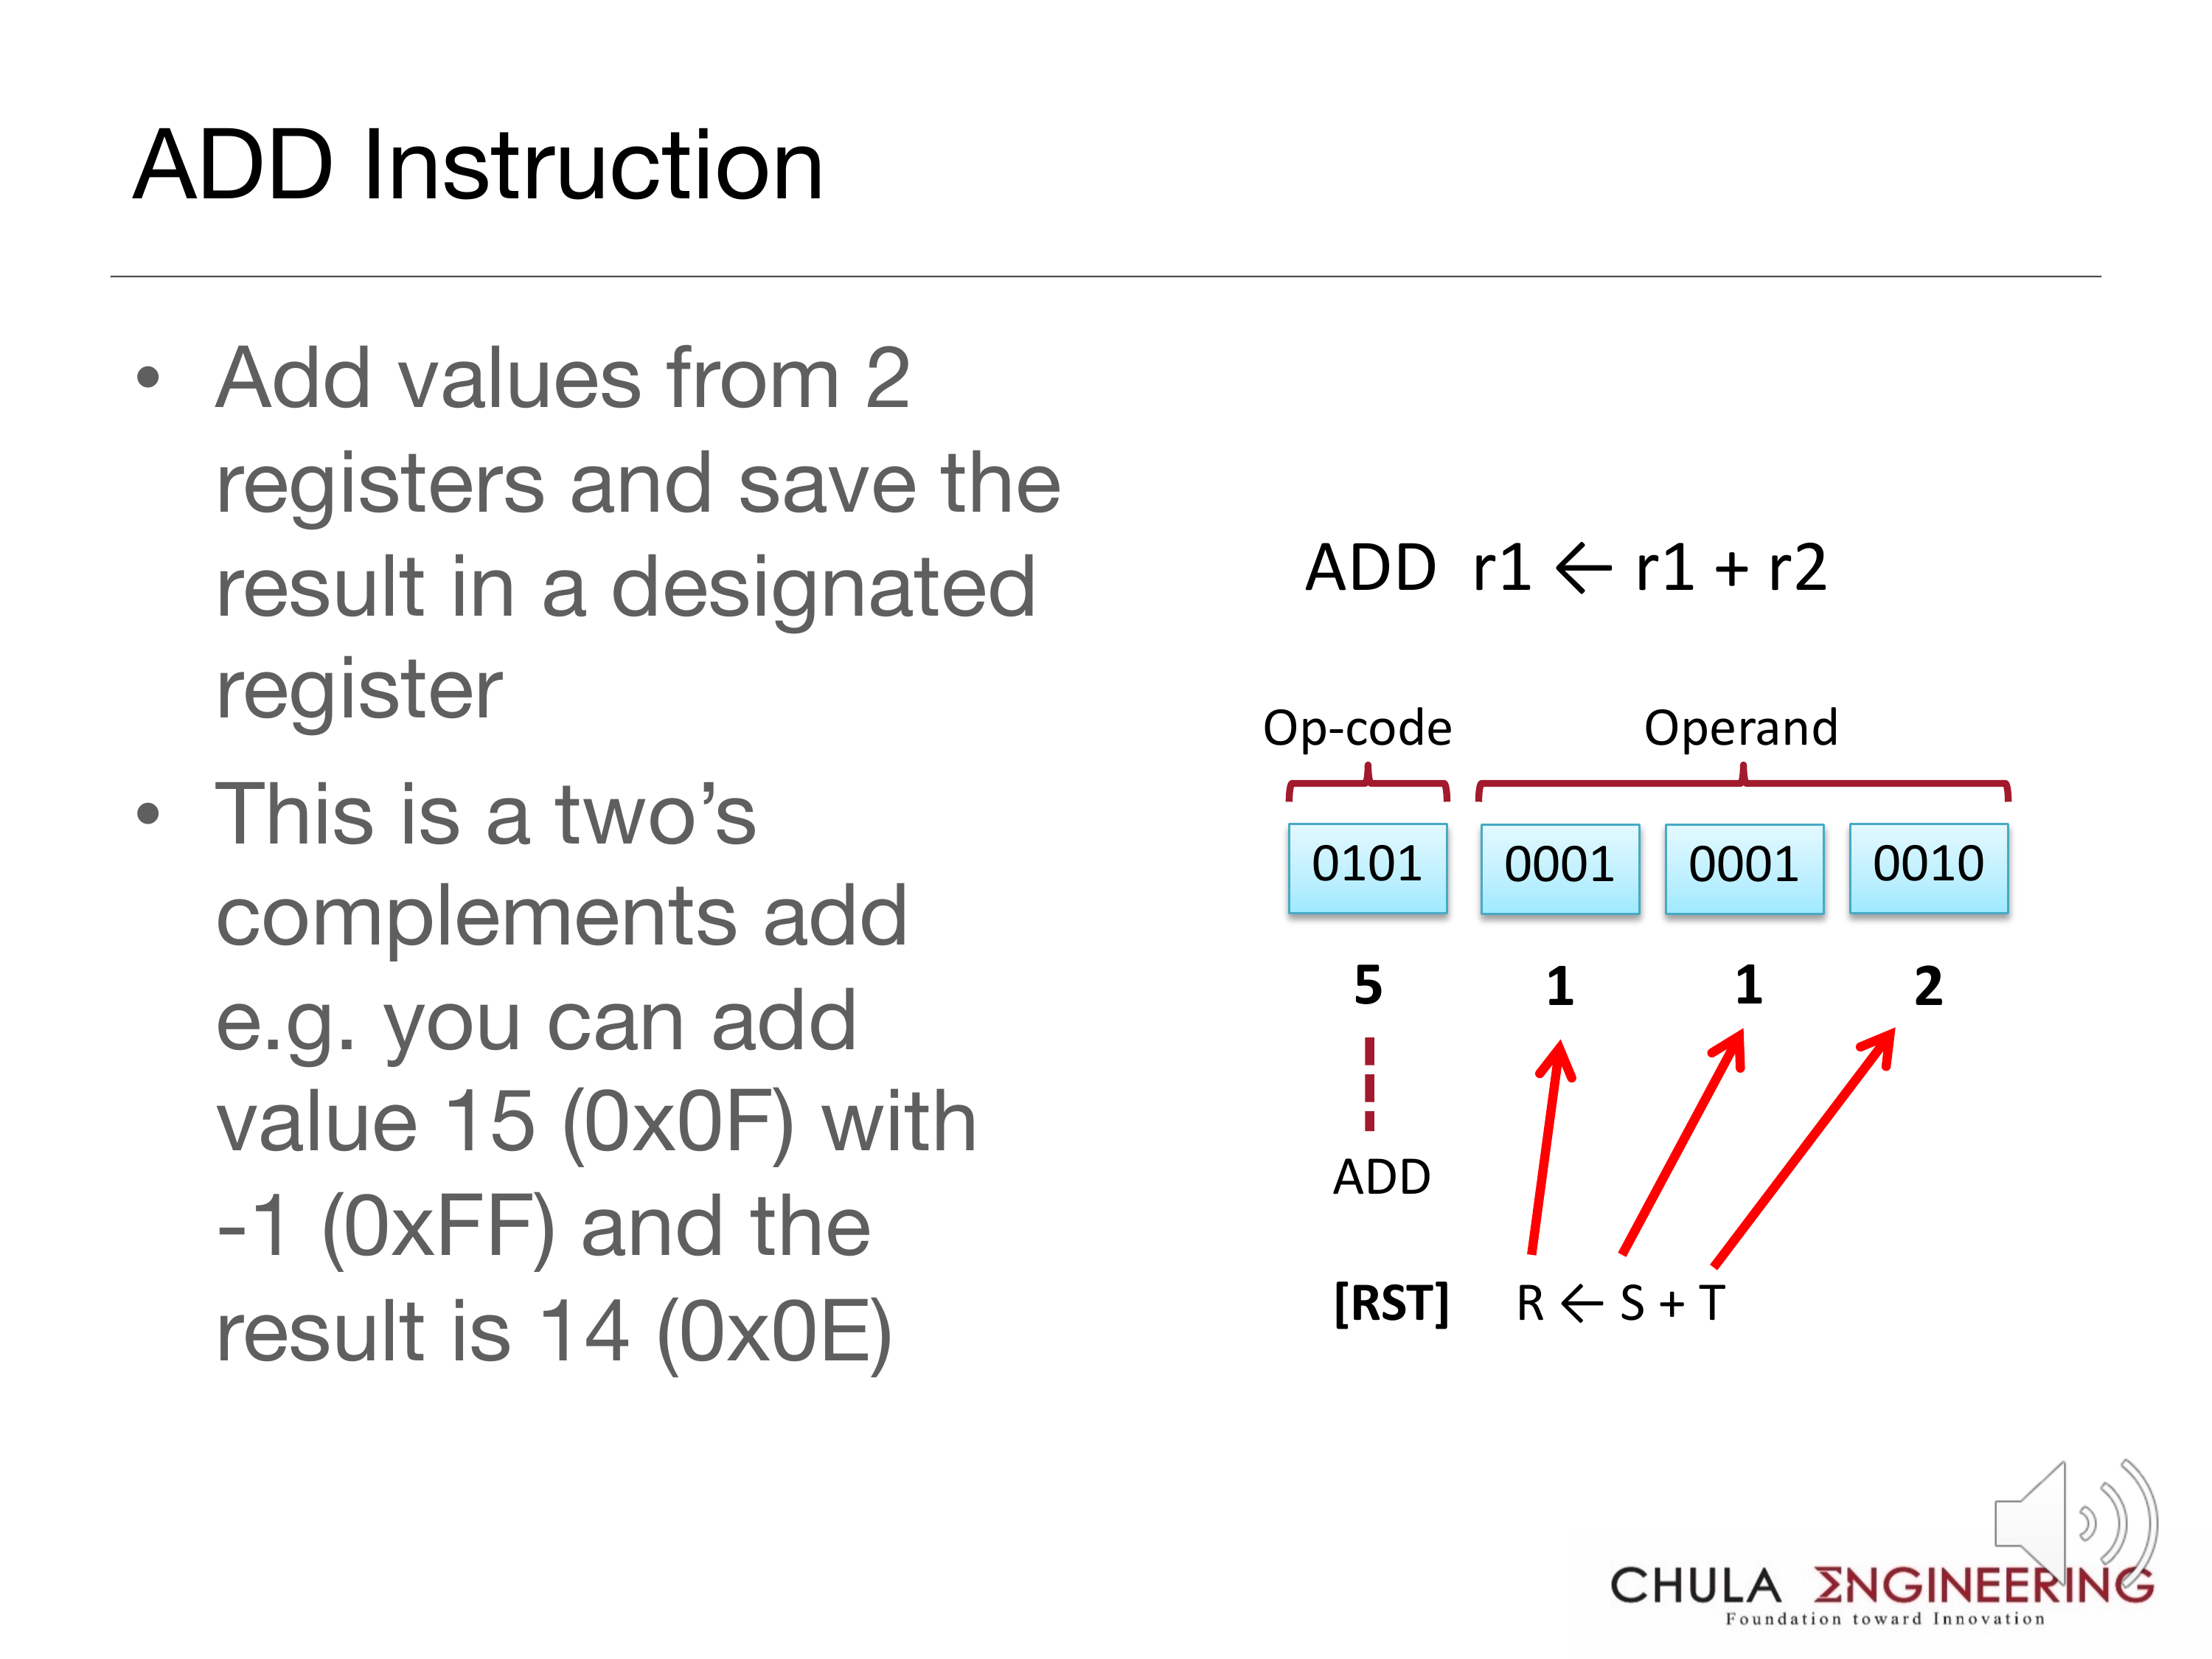 ADD Instruction
• Add values from 2
registers and save the
result in a designated
register
• This is a two’s
complements add
e.g. you can add
value 15 (0x0F) with
-1 (0xFF) and the
result is 14 (0x0E)
ADD r1 ← r1 + r2
Op-code Operand
0101 0001 0001 0010
5 1 1 2
ADD
[RST] R ← S + T
CHULA ΣNGINEERING
Foundation toward Innovation